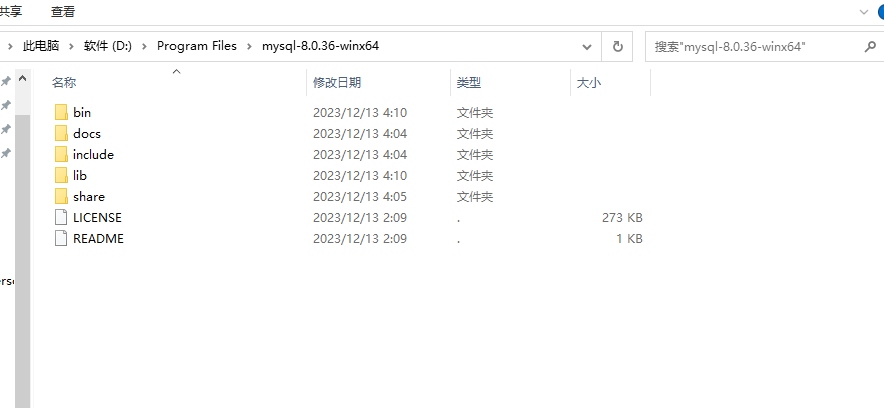 共享 查看
此电脑 软件 (D:) Program Files mysql-8.0.36-winx64 搜索"mysql-8.0.36-winx64"
名称 修改日期 类型 大小
bin 2023/12/13 4:10 文件夹
docs 2023/12/13 4:04 文件夹
include 2023/12/13 4:04 文件夹
lib 2023/12/13 4:10 文件夹
share 2023/12/13 4:05 文件夹
LICENSE 2023/12/13 2:09 . 273 KB
README 2023/12/13 2:09 . 1 KB